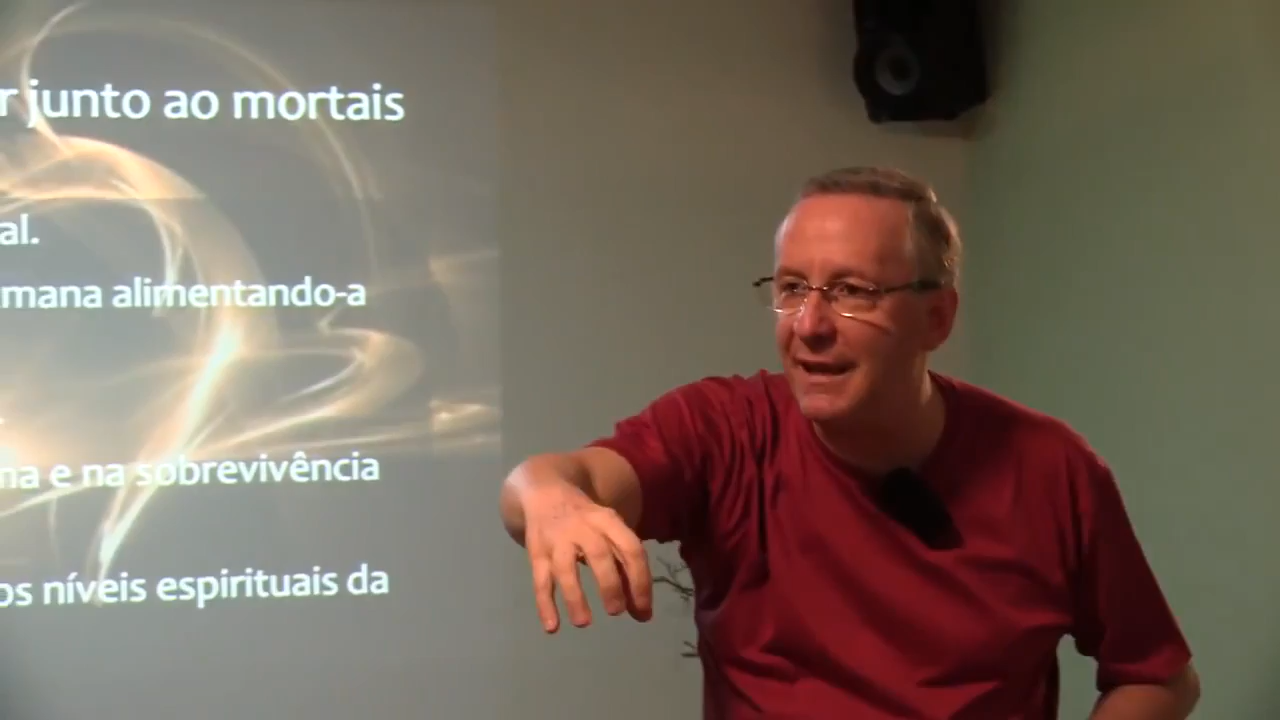 r junto ao mortais
al.
mana alimentando-a
na e na sobrevivência
os níveis espirituais da